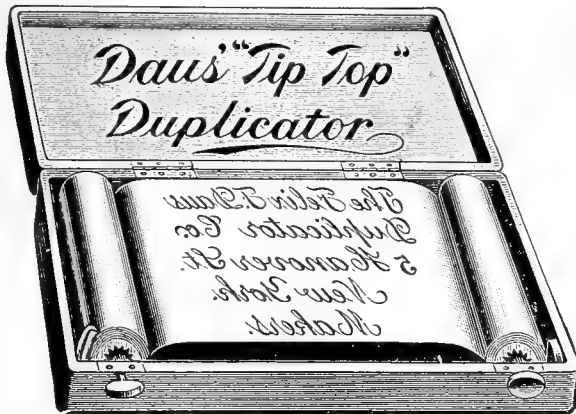 Daus' "Tip Top"
Duplicator
The Felix F. Daus
Duplicator Co.
5 Hanover St.
New York.
Makers.